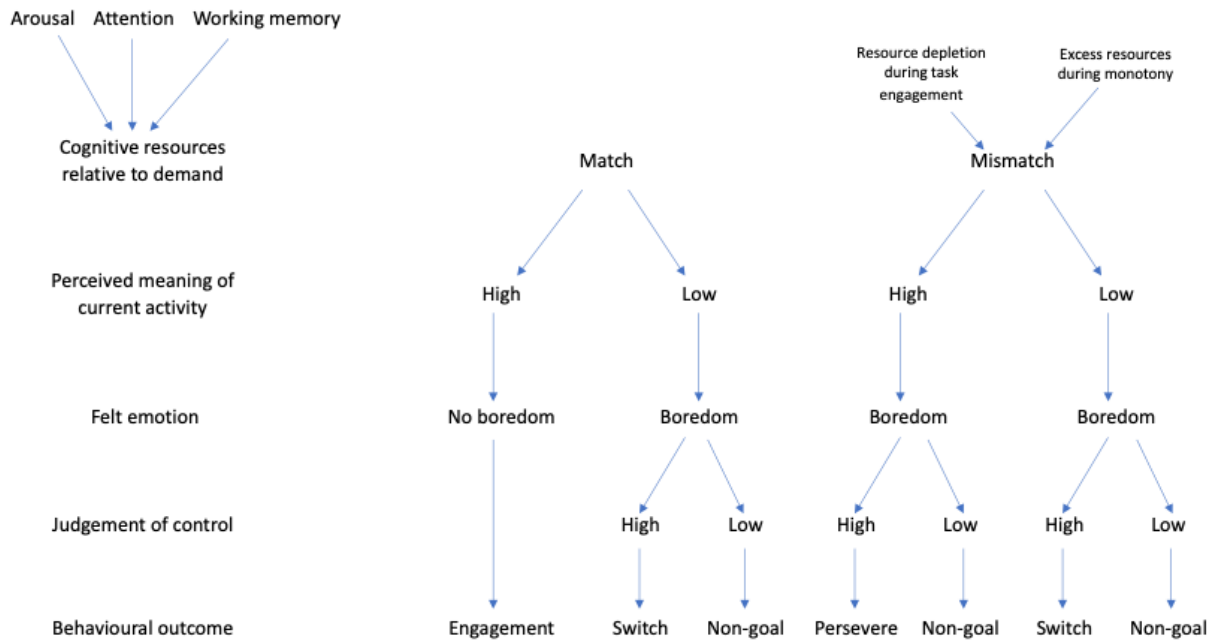 Arousal Attention Working memory
Resource depletion
during task
engagement
Excess resources
during monotony
Cognitive resources
relative to demand
Match
Mismatch
Perceived meaning of
current activity
High
Low
High
Low
Felt emotion
No boredom
Boredom
Boredom
Boredom
Judgement of control
High
Low
High
Low
High
Low
Behavioural outcome
Engagement
Switch
Non-goal
Persevere
Non-goal
Switch
Non-goal